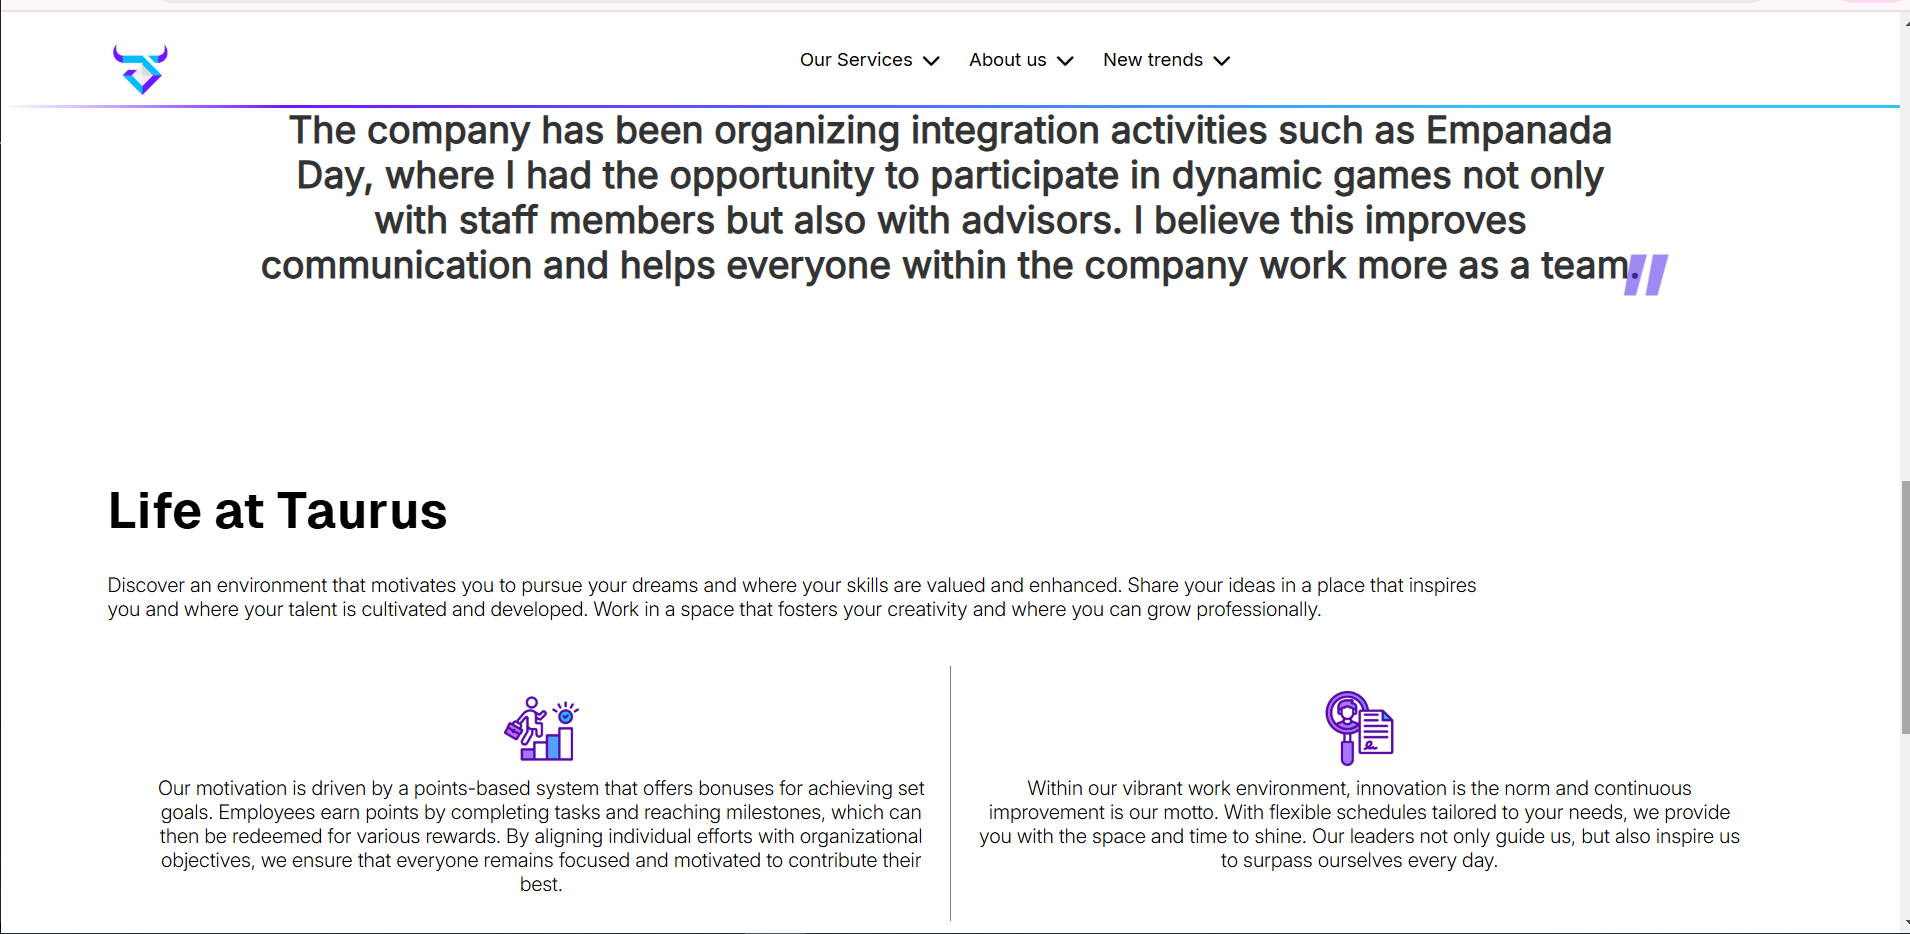 Our Services
About us
New trends
The company has been organizing integration activities such as Empanada
Day, where I had the opportunity to participate in dynamic games not only
with staff members but also with advisors. I believe this improves
communication and helps everyone within the company work more as a team.
Life at Taurus
Discover an environment that motivates you to pursue your dreams and where your skills are valued and enhanced. Share your ideas in a place that inspires
you and where your talent is cultivated and developed. Work in a space that fosters your creativity and where you can grow professionally.
Our motivation is driven by a points-based system that offers bonuses for achieving set
goals. Employees earn points by completing tasks and reaching milestones, which can
then be redeemed for various rewards. By aligning individual efforts with organizational
objectives, we ensure that everyone remains focused and motivated to contribute their
best.
Within our vibrant work environment, innovation is the norm and continuous
improvement is our motto. With flexible schedules tailored to your needs, we provide
you with the space and time to shine. Our leaders not only guide us, but also inspire us
to surpass ourselves every day.